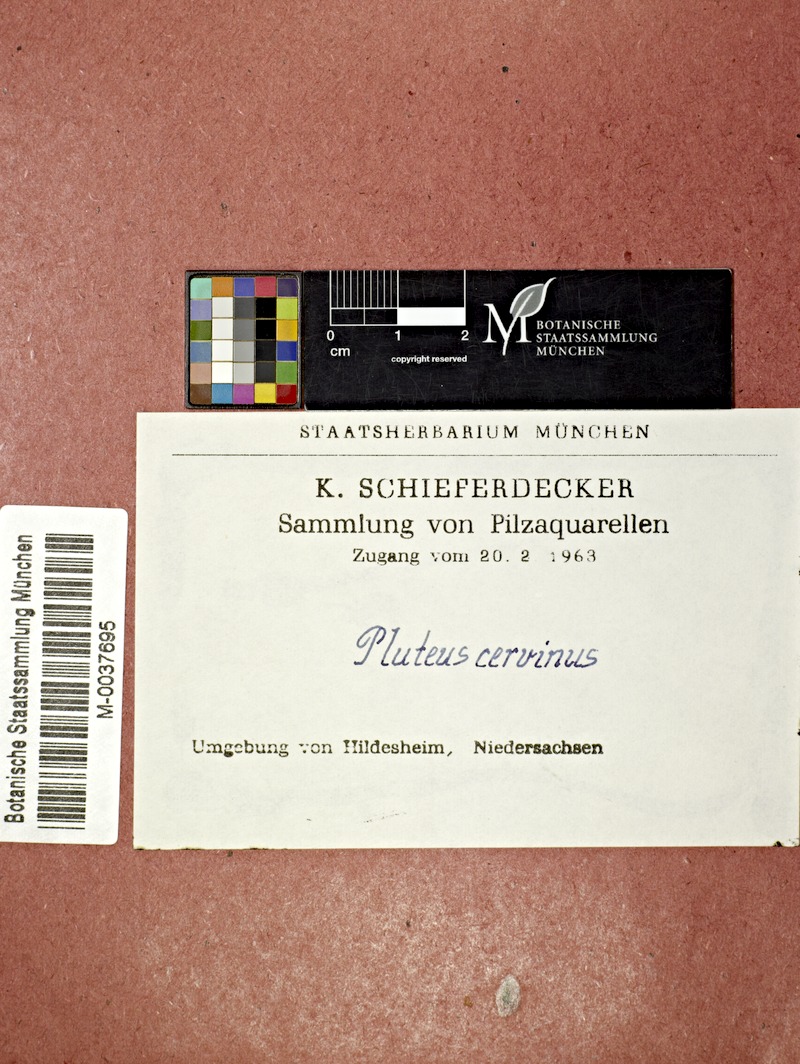 0 1 2
cm
copyright reserved
M BOTANISCHE
STAATSSAMMLUNG
MÜNCHEN
STAATSHERBARIUM MÜNCHEN
K. SCHIEFERDECKER
Sammlung von Pilzaquarellen
Zugang vom 20. 2 1963
Pluteus cervinus
Umgebung von Hildesheim, Niedersachsen
Botanische Staatssammlung München
M-0037695